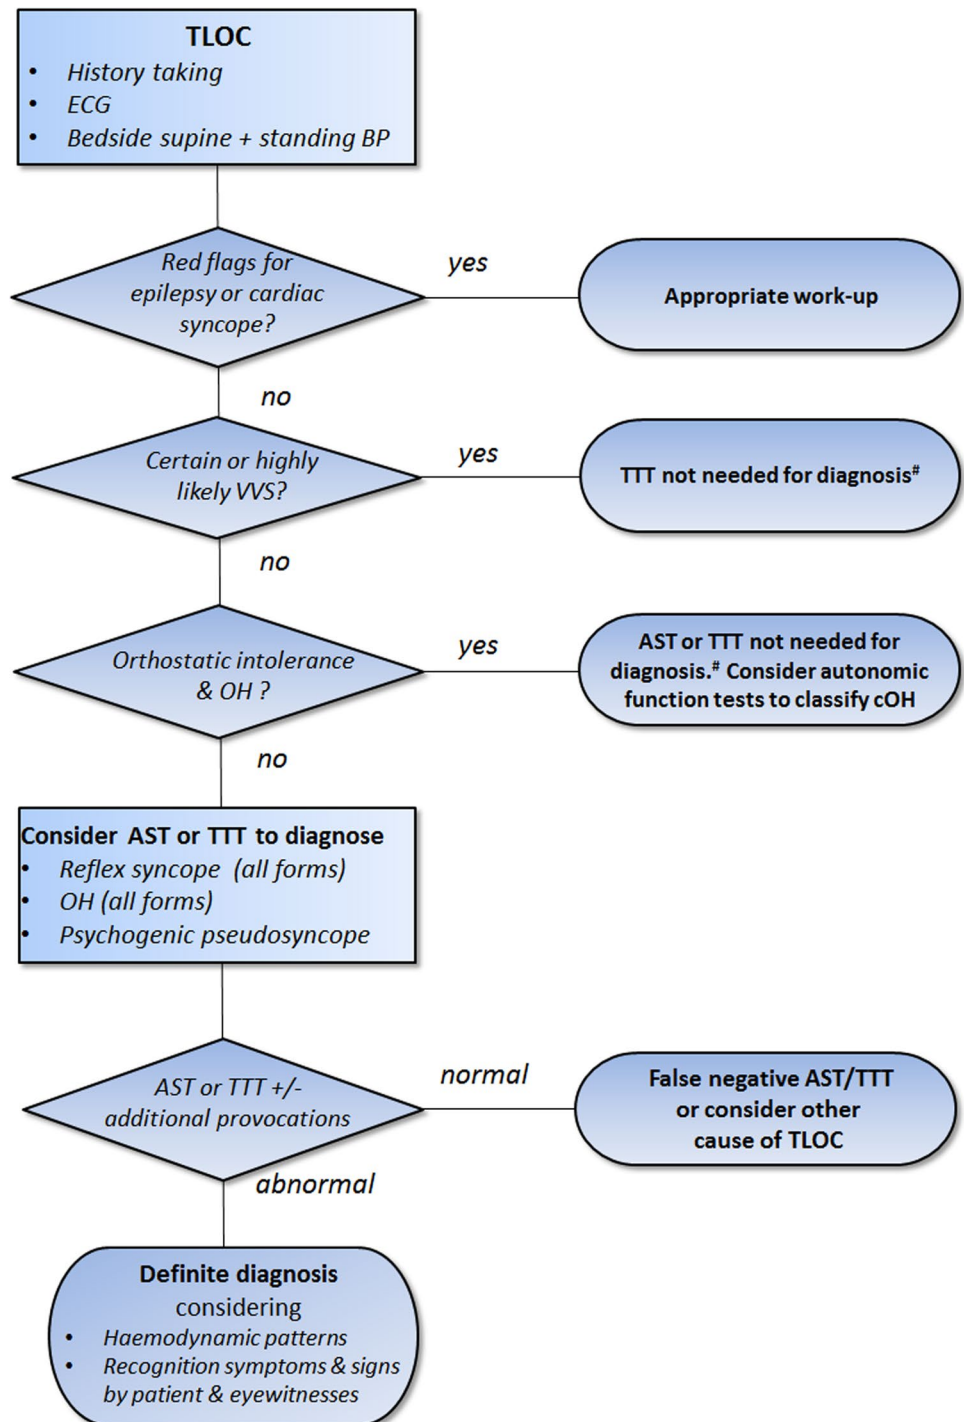 TLOC
• History taking
• ECG
• Bedside supine + standing BP
Red flags for
epilepsy or cardiac
syncope?
yes
Appropriate work-up
no
Certain or highly
likely VVS?
yes
TTT not needed for diagnosis#
no
Orthostatic intolerance
& OH ?
yes
AST or TTT not needed for
diagnosis.# Consider autonomic
function tests to classify cOH
no
Consider AST or TTT to diagnose
• Reflex syncope (all forms)
• OH (all forms)
• Psychogenic pseudosyncope
AST or TTT +/-
additional provocations
normal
False negative AST/TTT
or consider other
cause of TLOC
abnormal
Definite diagnosis
considering
• Haemodynamic patterns
• Recognition symptoms & signs
by patient & eyewitnesses